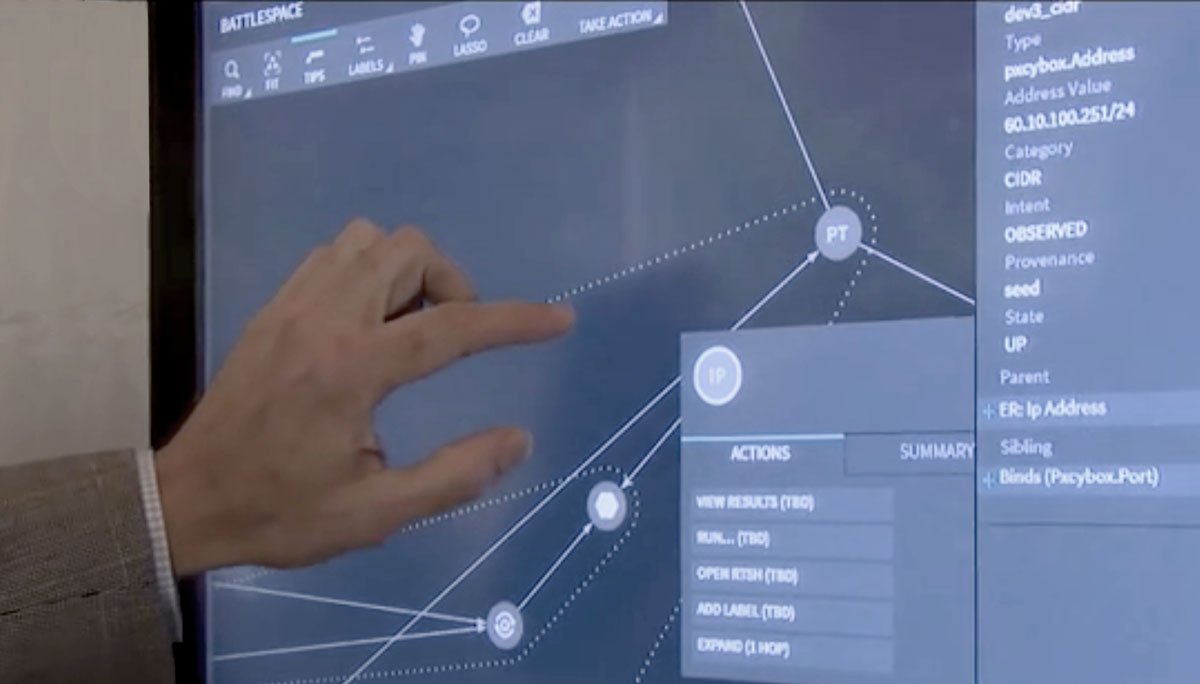 BATTLESPACE
FIND
FIT
TIPS
LABELS
PIN
LASSO
CLEAR
TAKE ACTION
PT
IP
ACTIONS
SUMMARY
VIEW RESULTS (TBD)
RUN... (TBD)
OPEN RTSH (TBD)
ADD LABEL (TBD)
EXPAND (1 HOP)
dev3_cidr
Type
pxcybox.Address
Address Value
60.10.100.251/24
Category
CIDR
Intent
OBSERVED
Provenance
seed
State
UP
Parent
+ ER: Ip Address
Sibling
+ Binds (Pxcybox.Port)